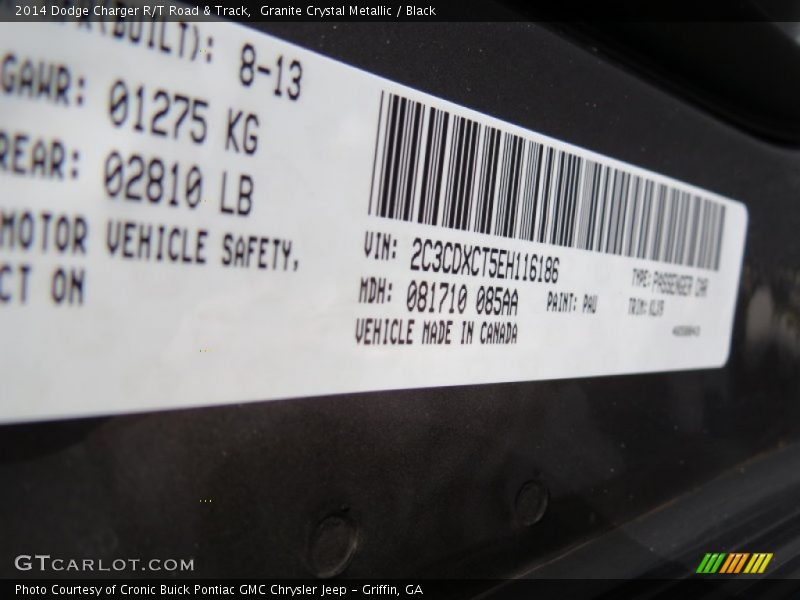 2014 Dodge Charger R/T Road & Track, Granite Crystal Metallic / Black
(BUILT): 8-13
GAWR: 01275 KG
REAR: 02810 LB
MOTOR VEHICLE SAFETY,
CT ON
VIN: 2C3CDXCT5EH116186
TYPE: PASSENGER CAR
MDH: 081710 085AA
PAINT: PAU
TRIM:
VEHICLE MADE IN CANADA
GTCARLOT.COM
Photo Courtesy of Cronic Buick Pontiac GMC Chrysler Jeep - Griffin, GA